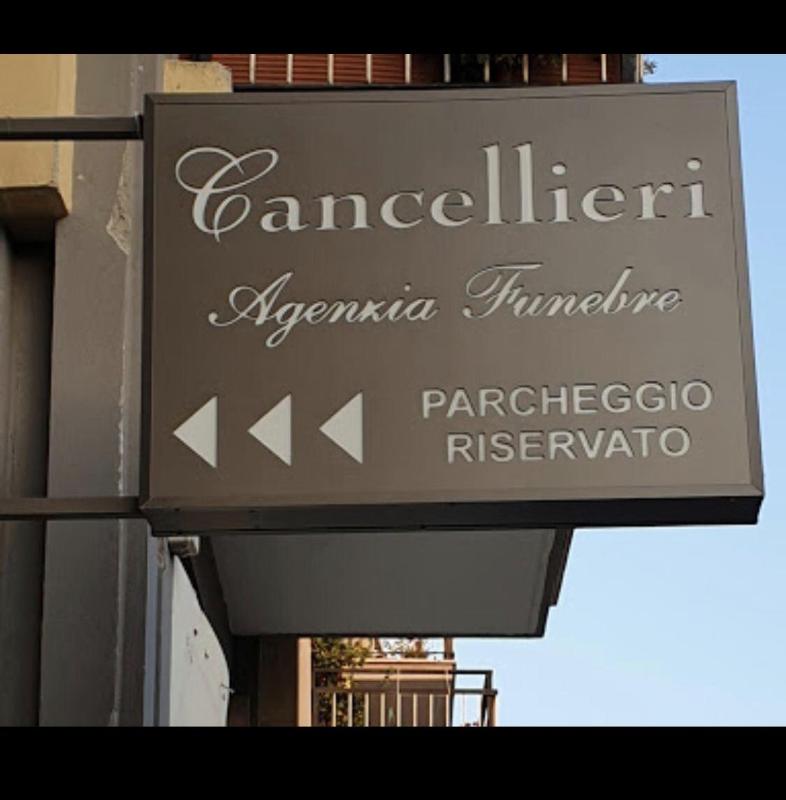 Cancellieri
Agenzia Funebre
PARCHEGGIO
RISERVATO